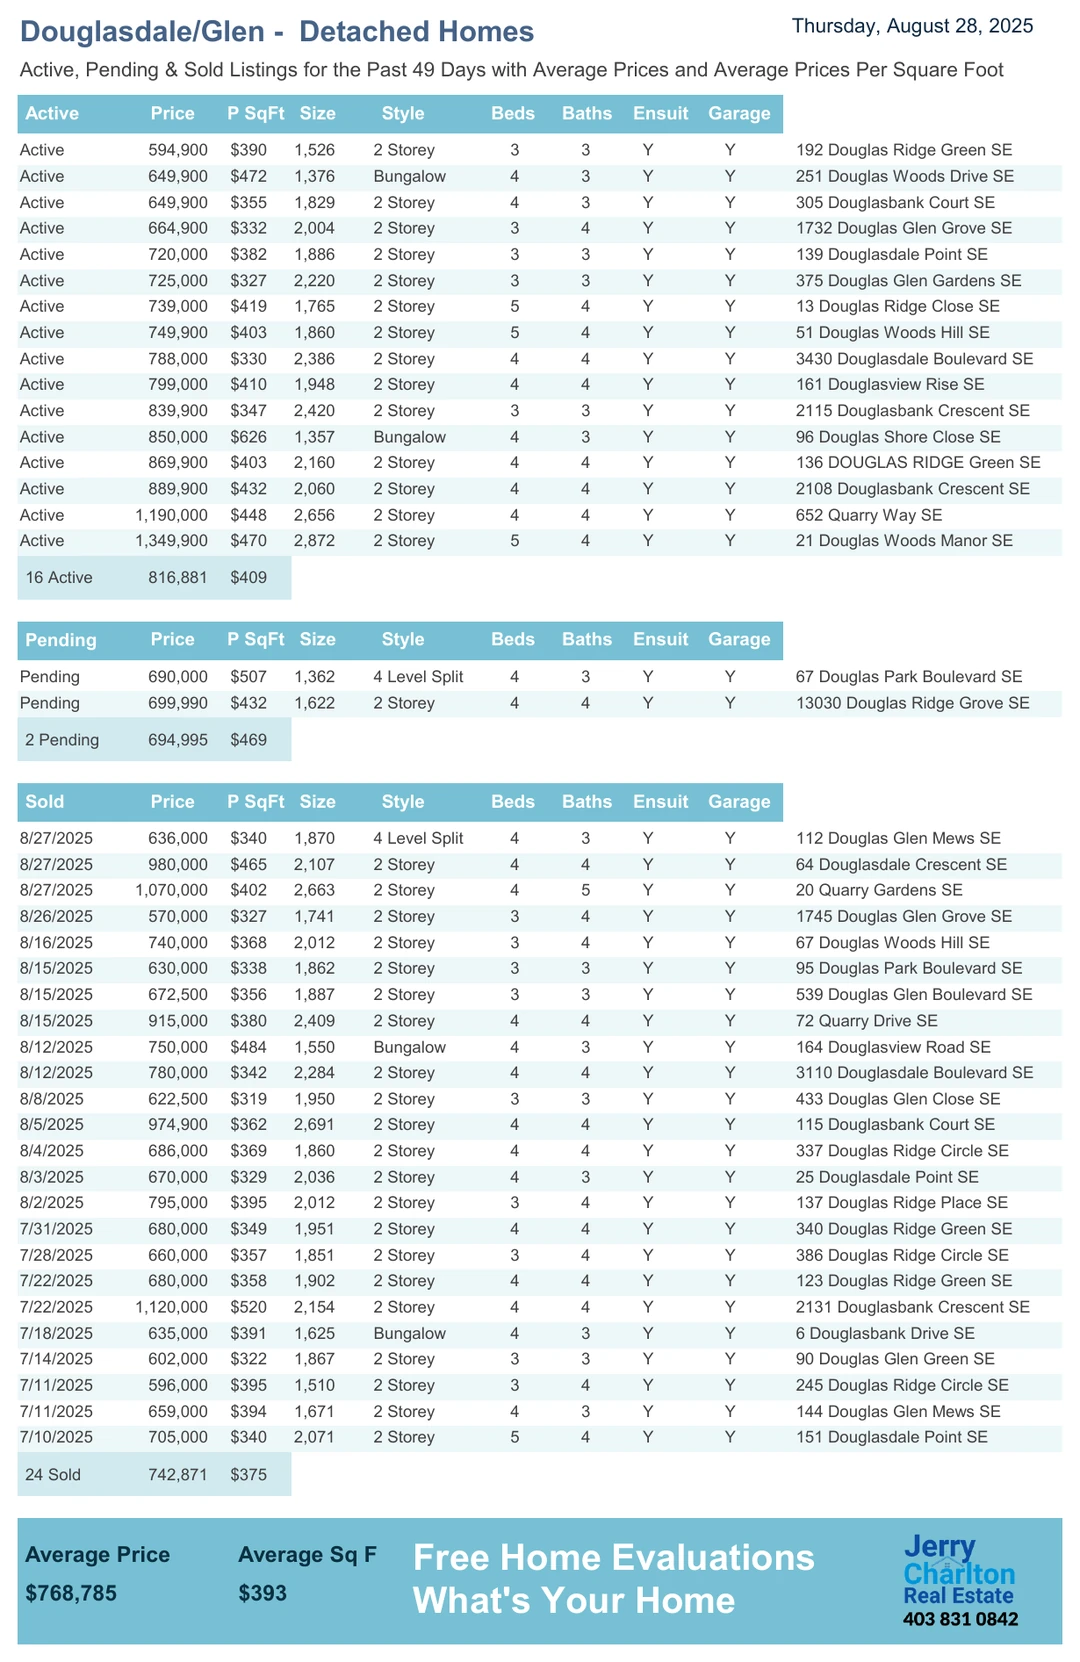 Douglasdale/Glen -  Detached Homes
Thursday, August 28, 2025
Active, Pending & Sold Listings for the Past 49 Days with Average Prices and Average Prices Per Square Foot
Active Price P SqFt Size Style Beds Baths Ensuit Garage
Active 594,900 $390 1,526 2 Storey 3 3 Y Y 192 Douglas Ridge Green SE
Active 649,900 $472 1,376 Bungalow 4 3 Y Y 251 Douglas Woods Drive SE
Active 649,900 $355 1,829 2 Storey 4 3 Y Y 305 Douglasbank Court SE
Active 664,900 $332 2,004 2 Storey 3 4 Y Y 1732 Douglas Glen Grove SE
Active 720,000 $382 1,886 2 Storey 3 3 Y Y 139 Douglasdale Point SE
Active 725,000 $327 2,220 2 Storey 3 3 Y Y 375 Douglas Glen Gardens SE
Active 739,000 $419 1,765 2 Storey 5 4 Y Y 13 Douglas Ridge Close SE
Active 749,900 $403 1,860 2 Storey 5 4 Y Y 51 Douglas Woods Hill SE
Active 788,000 $330 2,386 2 Storey 4 4 Y Y 3430 Douglasdale Boulevard SE
Active 799,000 $410 1,948 2 Storey 4 4 Y Y 161 Douglasview Rise SE
Active 839,900 $347 2,420 2 Storey 3 3 Y Y 2115 Douglasbank Crescent SE
Active 850,000 $626 1,357 Bungalow 4 3 Y Y 96 Douglas Shore Close SE
Active 869,900 $403 2,160 2 Storey 4 4 Y Y 136 DOUGLAS RIDGE Green SE
Active 889,900 $432 2,060 2 Storey 4 4 Y Y 2108 Douglasbank Crescent SE
Active 1,190,000 $448 2,656 2 Storey 4 4 Y Y 652 Quarry Way SE
Active 1,349,900 $470 2,872 2 Storey 5 4 Y Y 21 Douglas Woods Manor SE
16 Active 816,881 $409
Pending Price P SqFt Size Style Beds Baths Ensuit Garage
Pending 690,000 $507 1,362 4 Level Split 4 3 Y Y 67 Douglas Park Boulevard SE
Pending 699,990 $432 1,622 2 Storey 4 4 Y Y 13030 Douglas Ridge Grove SE
2 Pending 694,995 $469
Sold Price P SqFt Size Style Beds Baths Ensuit Garage
8/27/2025 636,000 $340 1,870 4 Level Split 4 3 Y Y 112 Douglas Glen Mews SE
8/27/2025 980,000 $465 2,107 2 Storey 4 4 Y Y 64 Douglasdale Crescent SE
8/27/2025 1,070,000 $402 2,663 2 Storey 4 5 Y Y 20 Quarry Gardens SE
8/26/2025 570,000 $327 1,741 2 Storey 3 4 Y Y 1745 Douglas Glen Grove SE
8/16/2025 740,000 $368 2,012 2 Storey 3 4 Y Y 67 Douglas Woods Hill SE
8/15/2025 630,000 $338 1,862 2 Storey 3 3 Y Y 95 Douglas Park Boulevard SE
8/15/2025 672,500 $356 1,887 2 Storey 3 3 Y Y 539 Douglas Glen Boulevard SE
8/15/2025 915,000 $380 2,409 2 Storey 4 4 Y Y 72 Quarry Drive SE
8/12/2025 750,000 $484 1,550 Bungalow 4 3 Y Y 164 Douglasview Road SE
8/12/2025 780,000 $342 2,284 2 Storey 4 4 Y Y 3110 Douglasdale Boulevard SE
8/8/2025 622,500 $319 1,950 2 Storey 3 3 Y Y 433 Douglas Glen Close SE
8/5/2025 974,900 $362 2,691 2 Storey 4 4 Y Y 115 Douglasbank Court SE
8/4/2025 686,000 $369 1,860 2 Storey 4 4 Y Y 337 Douglas Ridge Circle SE
8/3/2025 670,000 $329 2,036 2 Storey 4 3 Y Y 25 Douglasdale Point SE
8/2/2025 795,000 $395 2,012 2 Storey 3 4 Y Y 137 Douglas Ridge Place SE
7/31/2025 680,000 $349 1,951 2 Storey 4 4 Y Y 340 Douglas Ridge Green SE
7/28/2025 660,000 $357 1,851 2 Storey 3 4 Y Y 386 Douglas Ridge Circle SE
7/22/2025 680,000 $358 1,902 2 Storey 4 4 Y Y 123 Douglas Ridge Green SE
7/22/2025 1,120,000 $520 2,154 2 Storey 4 4 Y Y 2131 Douglasbank Crescent SE
7/18/2025 635,000 $391 1,625 Bungalow 4 3 Y Y 6 Douglasbank Drive SE
7/14/2025 602,000 $322 1,867 2 Storey 3 3 Y Y 90 Douglas Glen Green SE
7/11/2025 596,000 $395 1,510 2 Storey 3 4 Y Y 245 Douglas Ridge Circle SE
7/11/2025 659,000 $394 1,671 2 Storey 4 3 Y Y 144 Douglas Glen Mews SE
7/10/2025 705,000 $340 2,071 2 Storey 5 4 Y Y 151 Douglasdale Point SE
24 Sold 742,871 $375
Average Price Average Sq F
$768,785 $393
Free Home Evaluations
What's Your Home
Jerry
Charlton
Real Estate
403 831 0842